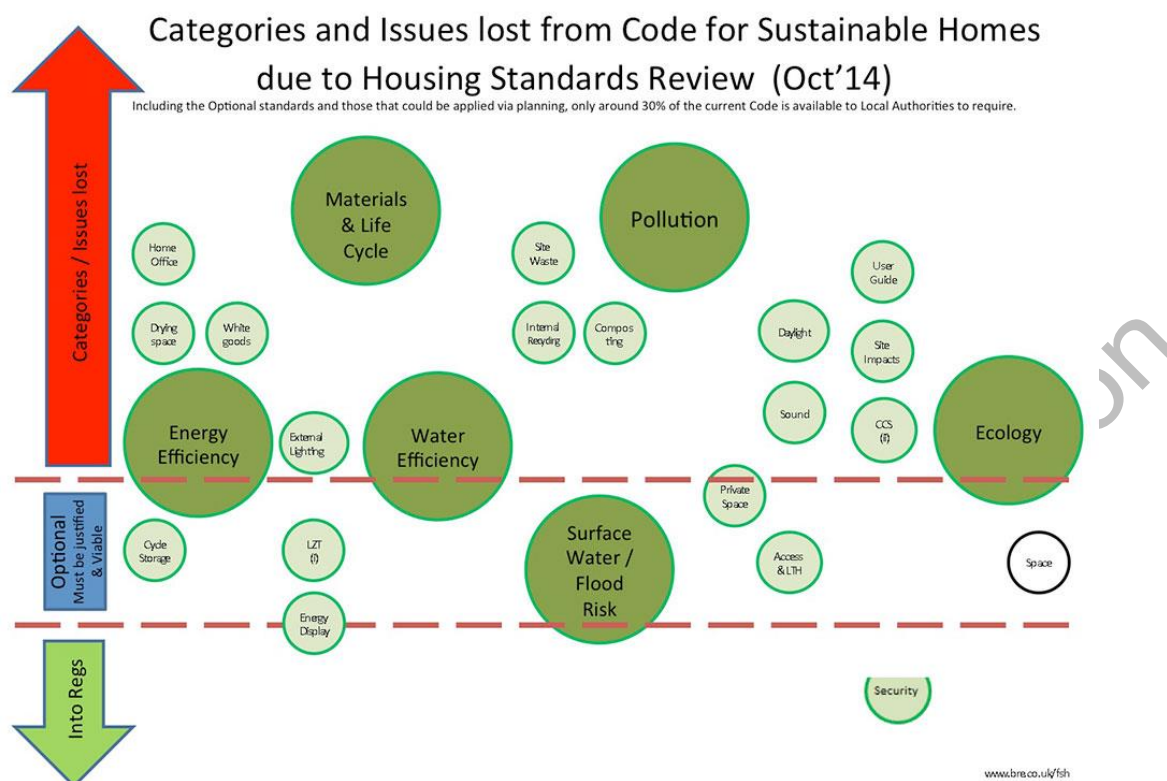 Categories and Issues lost from Code for Sustainable Homes
due to Housing Standards Review (Oct'14)
Including the Optional standards and those that could be applied via planning, only around 30% of the current Code is available to Local Authorities to require.
Categories / Issues lost
Materials
& Life
Cycle
Pollution
Home
Office
Site
Waste
User
Guide
Drying
space
White
goods
Internal
Recycling
Compos
ting
Daylight
Site
Impacts
Energy
Efficiency
External
Lighting
Water
Efficiency
Sound
CCS
Ecology
Optional
Must be justified
& Viable
Private
Space
Cycle
Storage
LZT
Surface
Water /
Flood
Risk
Access
& LTH
Space
Energy
Display
Into Regs
Security
www.bre.co.uk/fsh
on